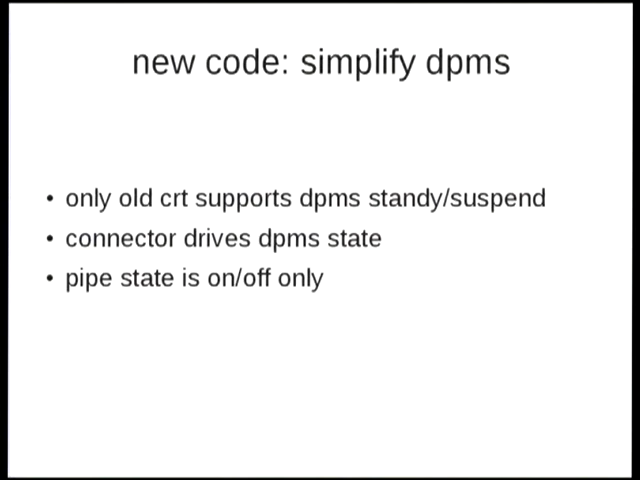 new code: simplify dpms
• only old crt supports dpms standy/suspend
• connector drives dpms state
• pipe state is on/off only